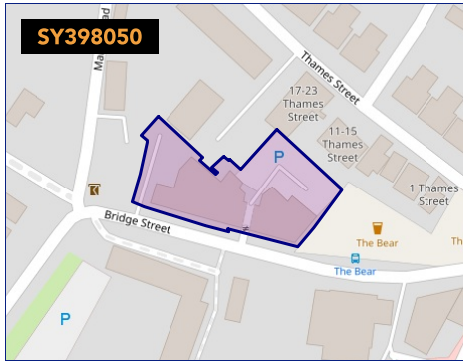 SY398050
Thames Street
17-23
Thames
Street
11-15
Thames
Street
P
1 Thames
Street
Bridge Street
The Bear
The Bear
P